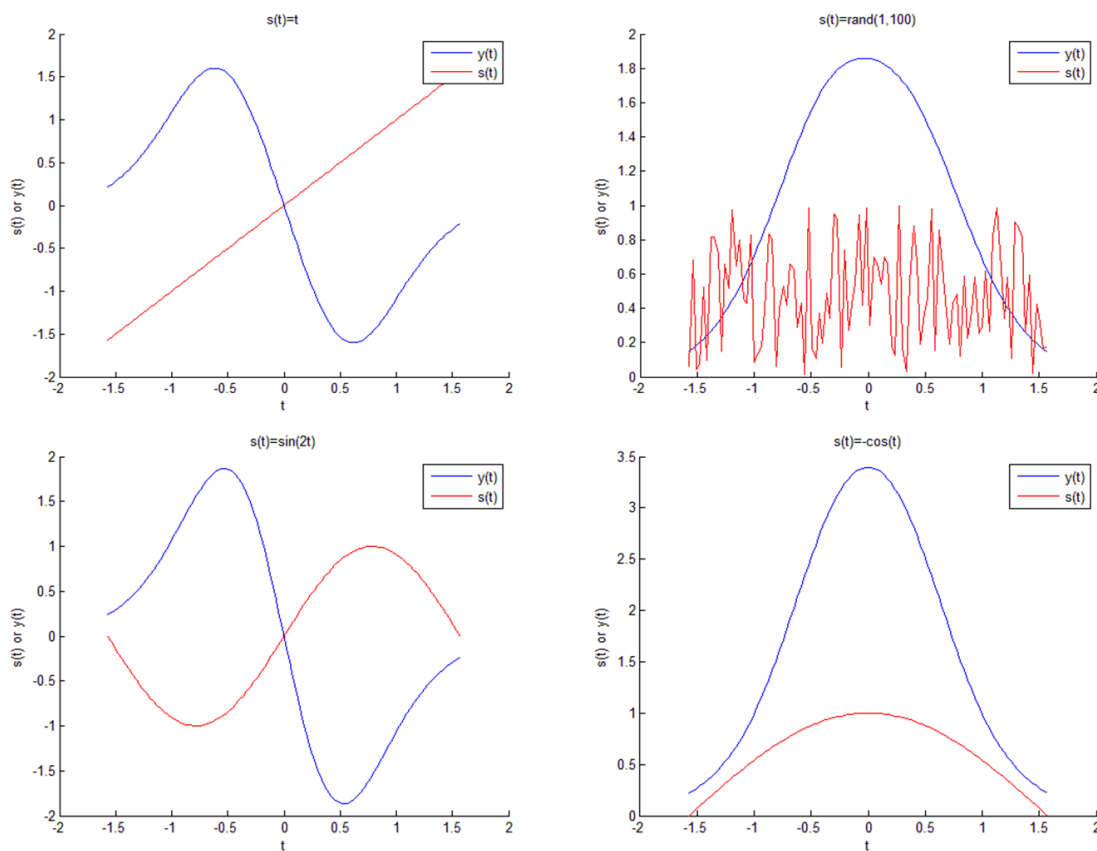 s(t)=t
2
1.5
1
0.5
0
-0.5
-1
-1.5
-2
s(t) or y(t)
-2 -1.5 -1 -0.5 0 0.5 1 1.5 2
t
y(t)
s(t)
s(t)=rand(1,100)
2
1.8
1.6
1.4
1.2
1
0.8
0.6
0.4
0.2
0
s(t) or y(t)
-2 -1.5 -1 -0.5 0 0.5 1 1.5 2
t
y(t)
s(t)
s(t)=sin(2t)
2
1.5
1
0.5
0
-0.5
-1
-1.5
-2
s(t) or y(t)
-2 -1.5 -1 -0.5 0 0.5 1 1.5 2
t
y(t)
s(t)
s(t)=-cos(t)
3.5
3
2.5
2
1.5
1
0.5
0
s(t) or y(t)
-2 -1.5 -1 -0.5 0 0.5 1 1.5 2
t
y(t)
s(t)